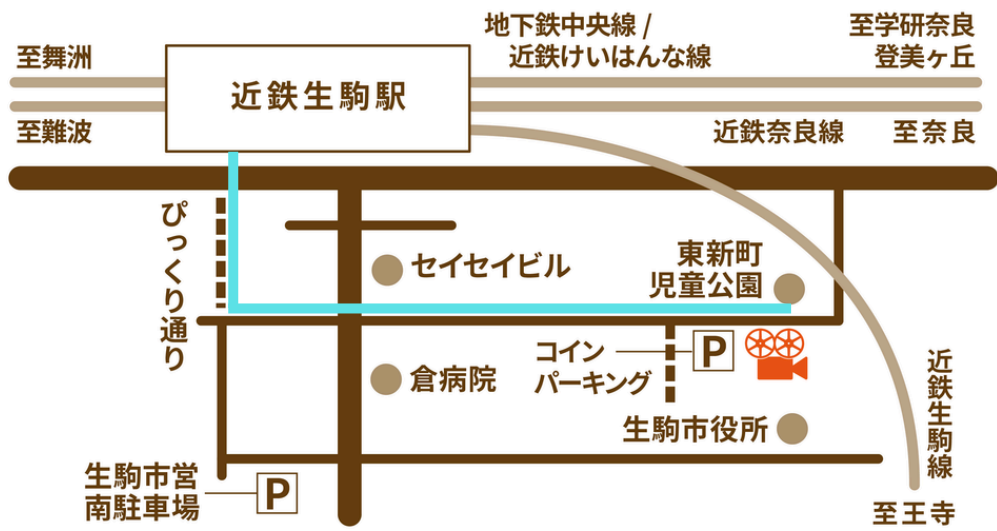 至舞洲
近鉄生駒駅
地下鉄中央線 /
近鉄けいはんな線
至学研奈良
登美ヶ丘
至難波
近鉄奈良線
至奈良
ぴっくり通り
セイセイビル
東新町
児童公園
倉病院
コイン
パーキング
P
生駒市役所
近鉄生駒線
生駒市営
南駐車場
P
至王寺